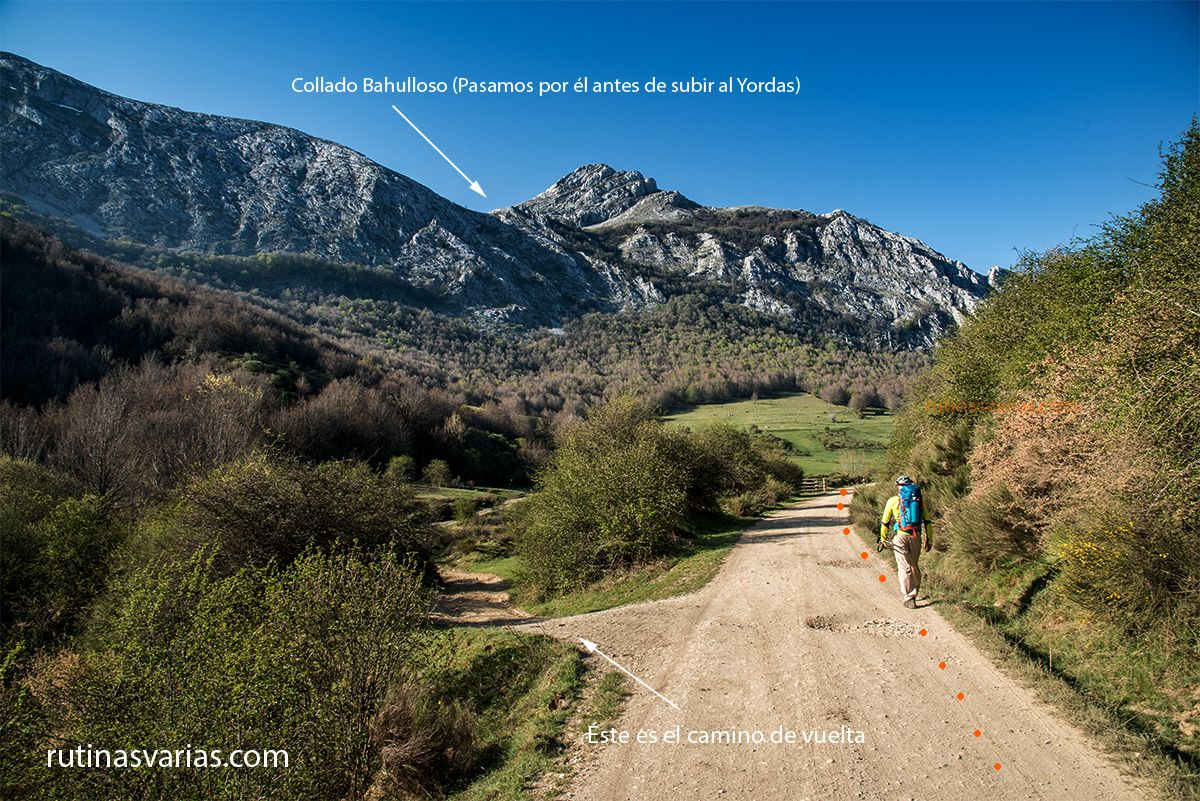 Collado Bahulloso (Pasamos por él antes de subir al Yordas)
Éste es el camino de vuelta
rutinasvarias.com